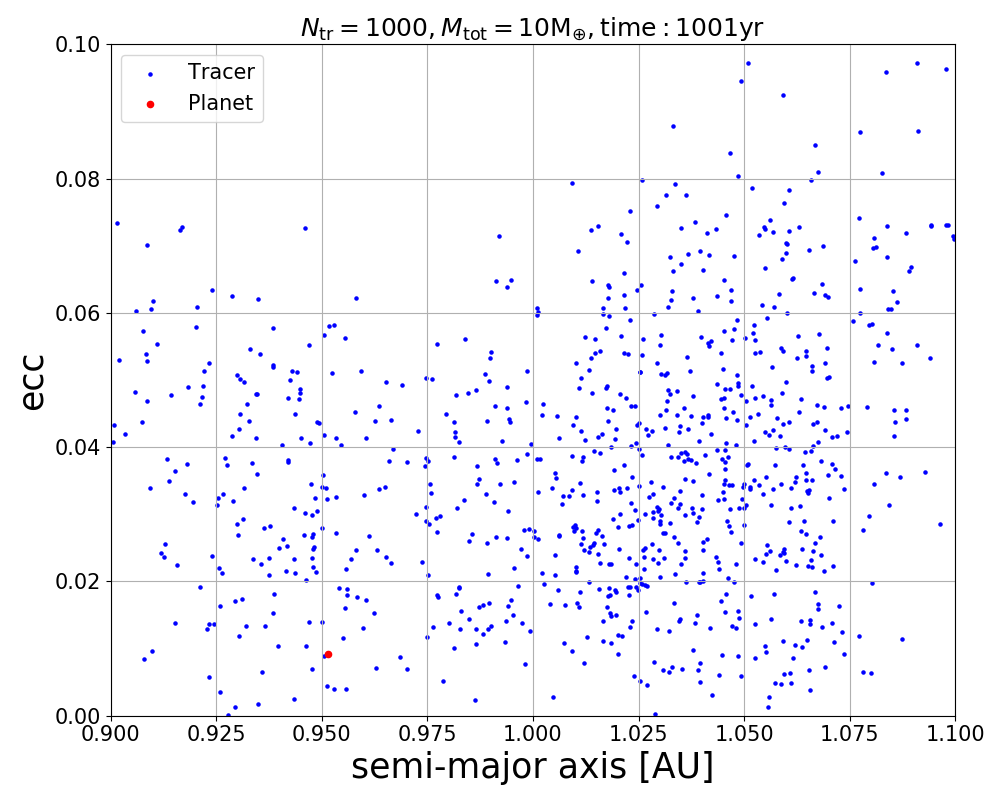 N_tr = 1000, M_tot = 10M_⊕, time : 1001yr
Tracer
Planet
0.10
0.08
0.06
0.04
0.02
0.00
ecc
0.900 0.925 0.950 0.975 1.000 1.025 1.050 1.075 1.100
semi-major axis [AU]